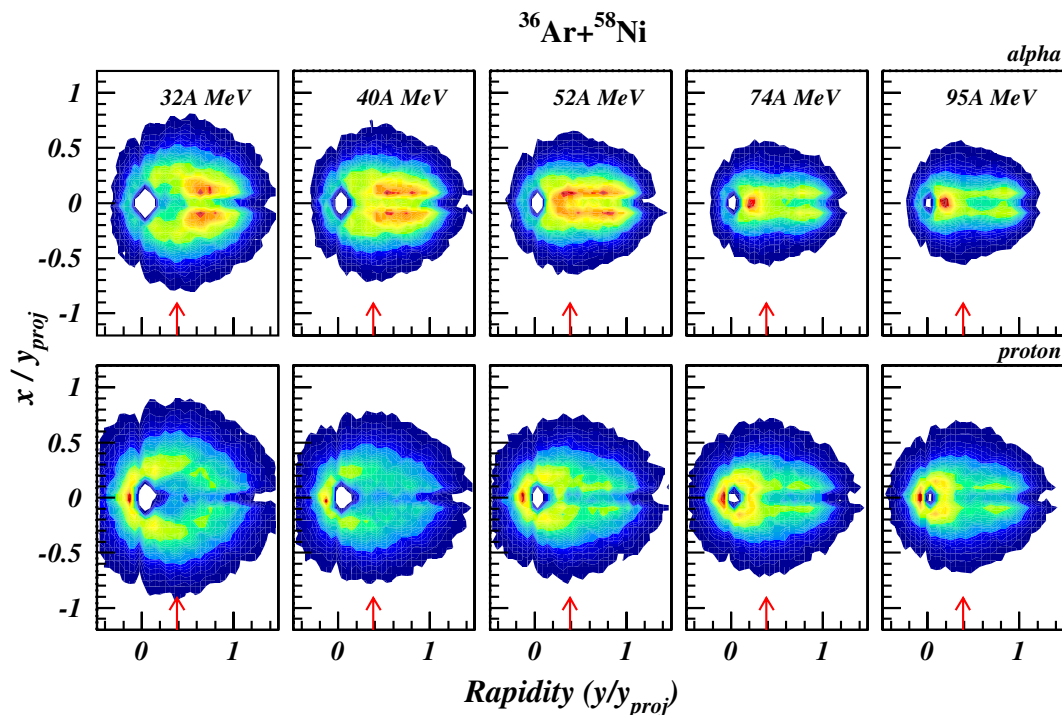 ³⁶Ar+⁵⁸Ni
alpha
32A MeV 40A MeV 52A MeV 74A MeV 95A MeV
1
0.5
0
-0.5
-1
proton
1
0.5
0
-0.5
-1
x / y_proj
0 1 0 1 0 1 0 1 0 1
Rapidity (y/y_proj)